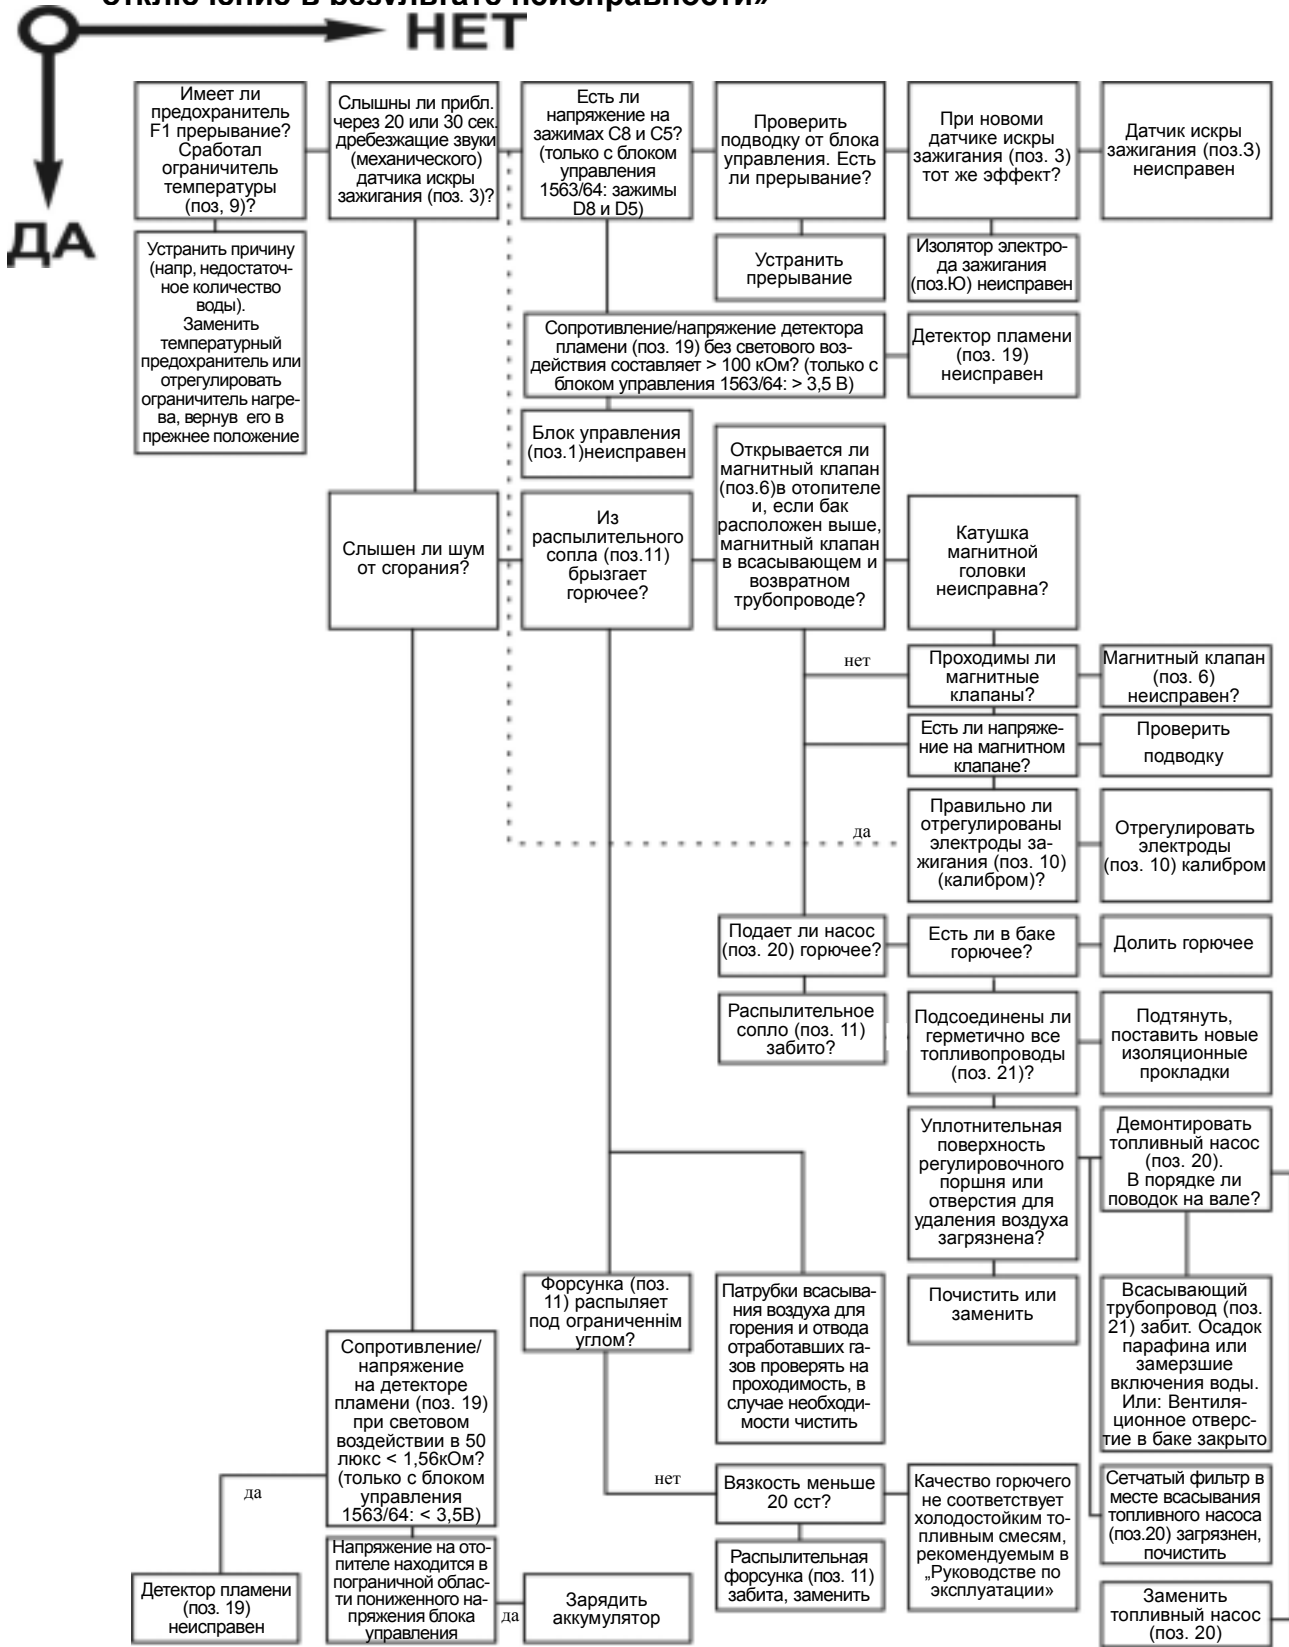 отключение в результате неисправности»
НЕТ
ДА
Имеет ли
предохранитель
F1 прерывание?
Сработал
ограничитель
температуры
(поз, 9)?
Слышны ли прибл.
через 20 или 30 сек.
дребезжащие звуки
(механического)
датчика искры
зажигания (поз. 3)?
Есть ли
напряжение на
зажимах С8 и С5?
(только с блоком
управления
1563/64: зажимы
D8 и D5)
Проверить
подводку от блока
управления. Есть
ли прерывание?
При новоми
датчике искры
зажигания (поз. 3)
тот же эффект?
Датчик искры
зажигания (поз.3)
неисправен
Устранить причину
(напр, недостаточ-
ное количество
воды).
Заменить
температурный
предохранитель или
отрегулировать
ограничитель нагре-
ва, вернув его в
прежнее положение
Устранить
прерывание
Изолятор электро-
да зажигания
(поз.Ю) неисправен
Сопротивление/напряжение детектора
пламени (поз. 19) без светового воз-
действия составляет > 100 кОм? (только с
блоком управления 1563/64: > 3,5 В)
Детектор пламени
(поз. 19)
неисправен
Блок управления
(поз.1)неисправен
Слышен ли шум
от сгорания?
Из
распылительного
сопла (поз.11)
брызгает
горючее?
Открывается ли
магнитный клапан
(поз.6)в отопителе
и, если бак
расположен выше,
магнитный клапан
в всасывающем и
возвратном
трубопроводе?
Катушка
магнитной
головки
неисправна?
нет
Проходимы ли
магнитные
клапаны?
Магнитный клапан
(поз. 6)
неисправен?
Есть ли напряже-
ние на магнитном
клапане?
Проверить
подводку
да
Правильно ли
отрегулированы
электроды за-
жигания (поз. 10)
(калибром)?
Отрегулировать
электроды
(поз. 10) калибром
Подает ли насос
(поз. 20) горючее?
Есть ли в баке
горючее?
Долить горючее
Распылительное
сопло (поз. 11)
забито?
Подсоединены ли
герметично все
топливопроводы
(поз. 21)?
Подтянуть,
поставить новые
изоляционные
прокладки
Уплотнительная
поверхность
регулировочного
поршня или
отверстия для
удаления воздуха
загрязнена?
Демонтировать
топливный насос
(поз. 20).
В порядке ли
поводок на вале?
Форсунка (поз.
11) распыляет
под ограниченнім
углом?
Патрубки всасыва-
ния воздуха для
горения и отвода
отработавших га-
зов проверять на
проходимость, в
случае необходи-
мости чистить
Почистить или
заменить
Всасывающий
трубопровод (поз.
21) забит. Осадок
парафина или
замерзшие
включения воды.
Или: Вентиля-
ционное отверс-
тие в баке закрыто
Сопротивление/
напряжение
на детекторе
пламени (поз. 19)
при световом
воздействии в 50
люкс < 1,56кОм?
(только с блоком
управления
1563/64: < 3,5В)
да
нет
Вязкость меньше
20 сст?
Качество горючего
не соответствует
холодостойким то-
пливным смесям,
рекомендуемым в
„Руководстве по
эксплуатации»
Сетчатый фильтр в
месте всасывания
топливного насоса
(поз.20) загрязнен,
почистить
Детектор пламени
(поз. 19)
неисправен
Напряжение на ото-
пителе находится в
пограничной облас-
ти пониженного на-
пряжения блока
управления
да
Зарядить
аккумулятор
Распылительная
форсунка (поз. 11)
забита, заменить
Заменить
топливный насос
(поз. 20)